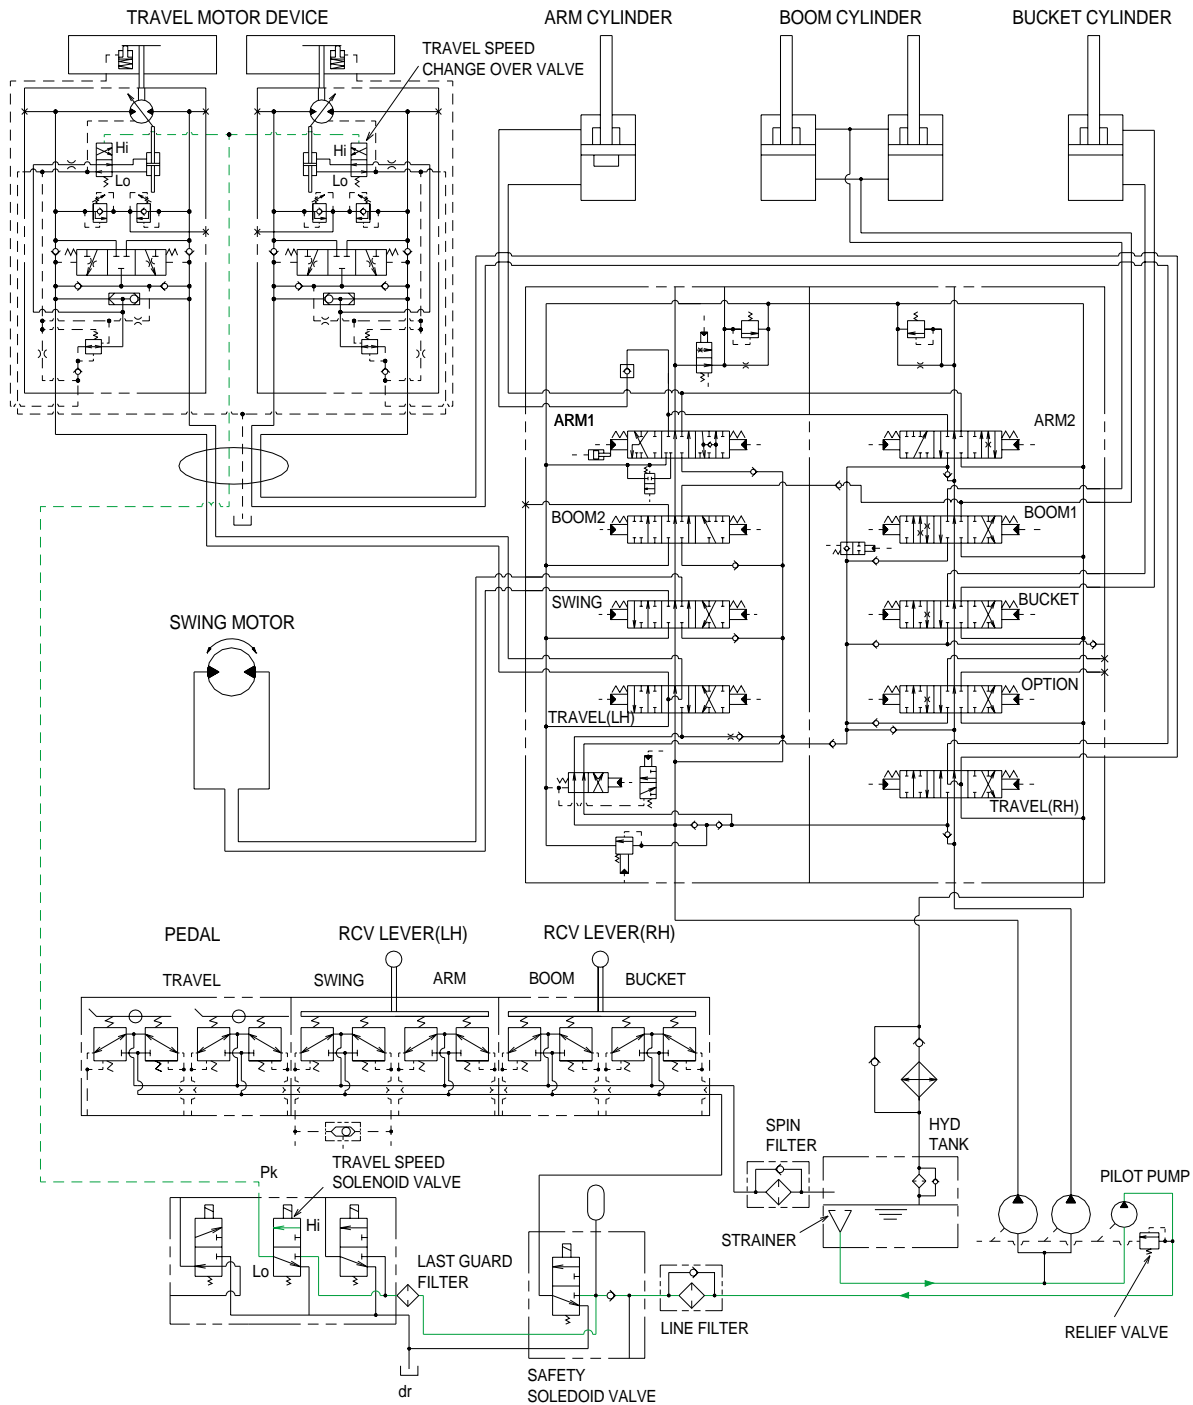 TRAVEL MOTOR DEVICE
ARM CYLINDER
BOOM CYLINDER
BUCKET CYLINDER
TRAVEL SPEED
CHANGE OVER VALVE
Hi
Lo
Hi
Lo
ARM1
ARM2
BOOM2
BOOM1
SWING
BUCKET
SWING MOTOR
OPTION
TRAVEL(LH)
TRAVEL(RH)
PEDAL
RCV LEVER(LH)
RCV LEVER(RH)
TRAVEL
SWING
ARM
BOOM
BUCKET
SPIN
FILTER
HYD
TANK
TRAVEL SPEED
SOLENOID VALVE
Pk
PILOT PUMP
Hi
Lo
STRAINER
LAST GUARD
FILTER
LINE FILTER
RELIEF VALVE
SAFETY
SOLEDOID VALVE
dr